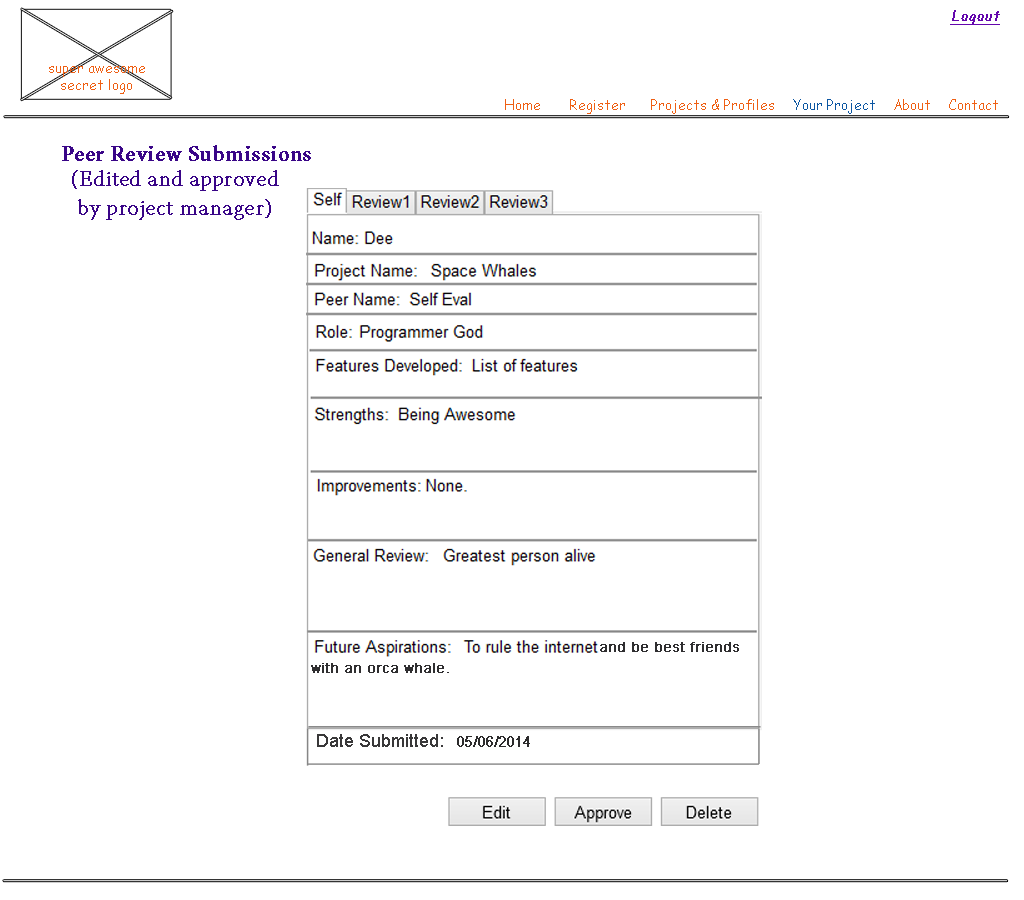 Logout
super awesome
secret logo
Home Register Projects & Profiles Your Project About Contact
Peer Review Submissions
(Edited and approved
by project manager)
Self Review1 Review2 Review3
Name: Dee
Project Name: Space Whales
Peer Name: Self Eval
Role: Programmer God
Features Developed: List of features
Strengths: Being Awesome
Improvements: None.
General Review: Greatest person alive
Future Aspirations: To rule the internet and be best friends
with an orca whale.
Date Submitted: 05/06/2014
Edit Approve Delete